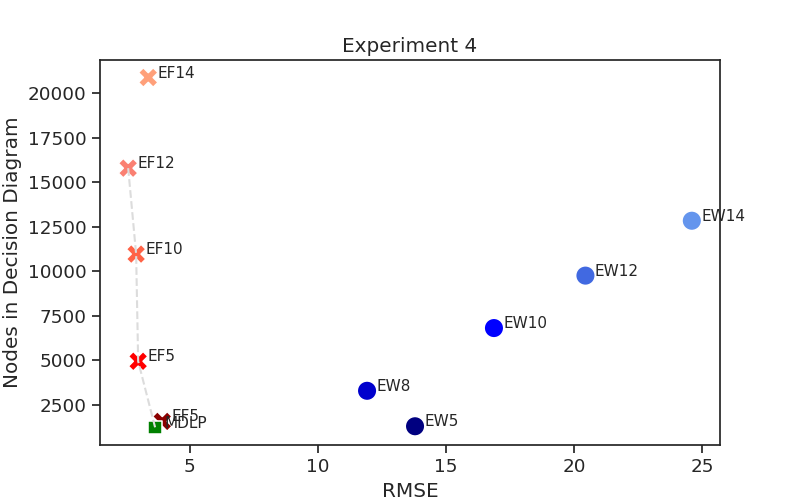 Experiment 4
Nodes in Decision Diagram
20000
17500
15000
12500
10000
7500
5000
2500
EF14
EF12
EW14
EF10
EW12
EW10
EF5
EW8
EF5
EW5
MDLP
5
10
15
20
25
RMSE